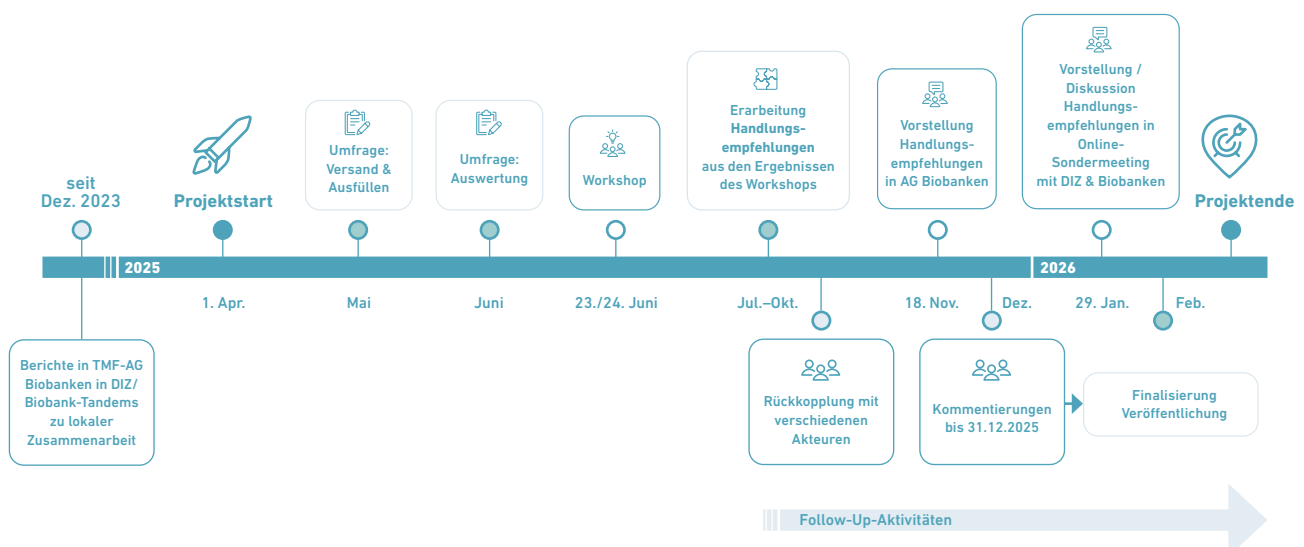 seit
Dez. 2023
Projektstart
Umfrage:
Versand &
Ausfüllen
Umfrage:
Auswertung
Workshop
Erarbeitung
Handlungs-
empfehlungen
aus den Ergebnissen
des Workshops
Vorstellung
Handlungs-
empfehlungen
in AG Biobanken
Vorstellung /
Diskussion
Handlungs-
empfehlungen in
Online-
Sondermeeting
mit DIZ & Biobanken
Projektende
2025
2026
1. Apr.
Mai
Juni
23./24. Juni
Jul.–Okt.
18. Nov.
Dez.
29. Jan.
Feb.
Berichte in TMF-AG
Biobanken in DIZ/
Biobank-Tandems
zu lokaler
Zusammenarbeit
Rückkopplung mit
verschiedenen
Akteuren
Kommentierungen
bis 31.12.2025
Finalisierung
Veröffentlichung
Follow-Up-Aktivitäten